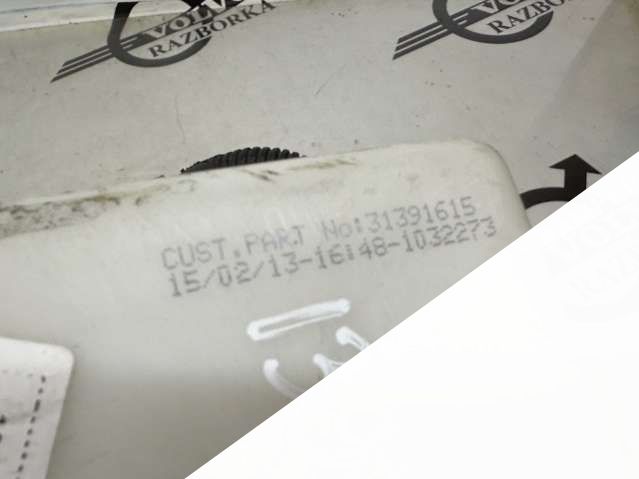 VOLVO
RAZBORKA
VOLVO
RAZBORKA
CUST.PART No:31391615
15/02/13-16:48-1032273